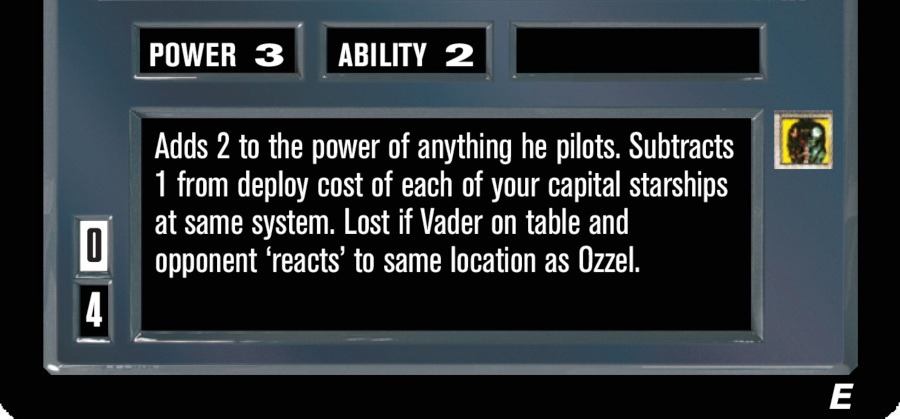 POWER 3 ABILITY 2
Adds 2 to the power of anything he pilots. Subtracts
1 from deploy cost of each of your capital starships
at same system. Lost if Vader on table and
opponent ‘reacts’ to same location as Ozzel.
0
4
E